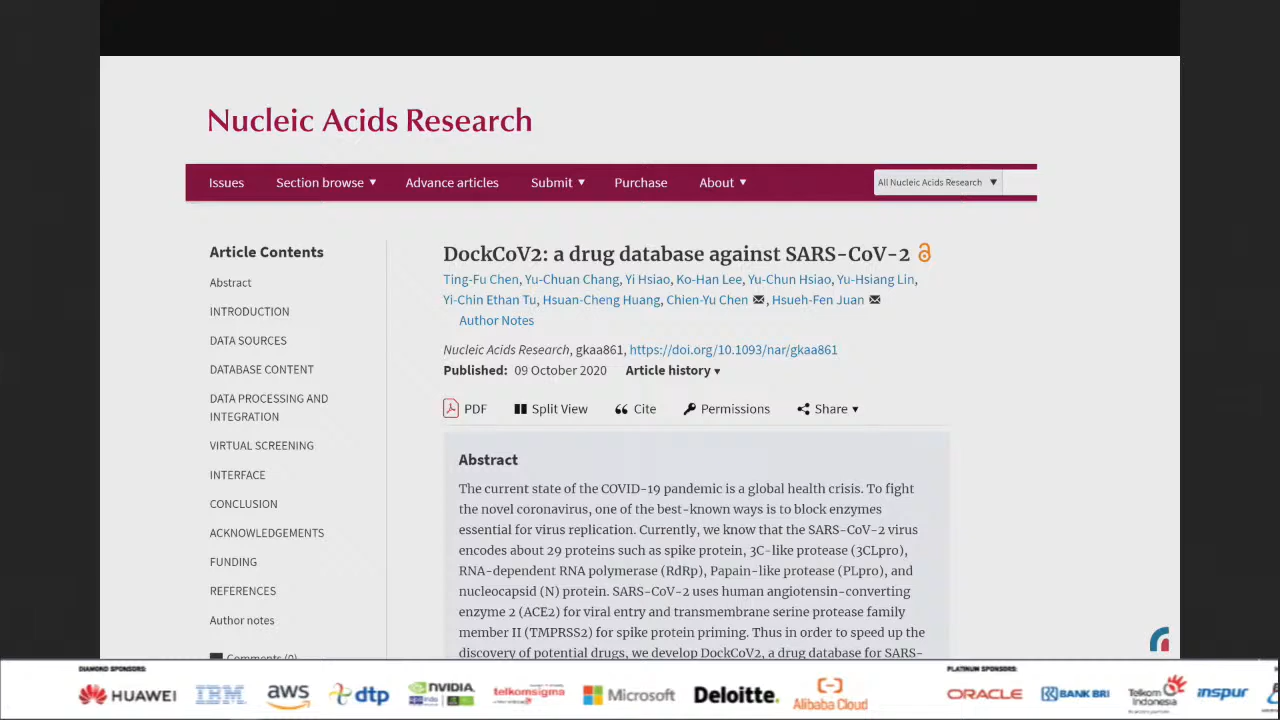 Nucleic Acids Research
Issues Section browse ▼ Advance articles Submit ▼ Purchase About ▼ All Nucleic Acids Research ▼
Article Contents
Abstract
INTRODUCTION
DATA SOURCES
DATABASE CONTENT
DATA PROCESSING AND
INTEGRATION
VIRTUAL SCREENING
INTERFACE
CONCLUSION
ACKNOWLEDGEMENTS
FUNDING
REFERENCES
Author notes
Comments (0)
DockCoV2: a drug database against SARS-CoV-2
Ting-Fu Chen, Yu-Chuan Chang, Yi Hsiao, Ko-Han Lee, Yu-Chun Hsiao, Yu-Hsiang Lin,
Yi-Chin Ethan Tu, Hsuan-Cheng Huang, Chien-Yu Chen ✉, Hsueh-Fen Juan ✉
Author Notes
Nucleic Acids Research, gkaa861, https://doi.org/10.1093/nar/gkaa861
Published: 09 October 2020 Article history ▾
PDF Split View Cite Permissions Share ▾
Abstract
The current state of the COVID-19 pandemic is a global health crisis. To fight
the novel coronavirus, one of the best-known ways is to block enzymes
essential for virus replication. Currently, we know that the SARS-CoV-2 virus
encodes about 29 proteins such as spike protein, 3C-like protease (3CLpro),
RNA-dependent RNA polymerase (RdRp), Papain-like protease (PLpro), and
nucleocapsid (N) protein. SARS-CoV-2 uses human angiotensin-converting
enzyme 2 (ACE2) for viral entry and transmembrane serine protease family
member II (TMPRSS2) for spike protein priming. Thus in order to speed up the
discovery of potential drugs, we develop DockCoV2, a drug database for SARS-
DIAMOND SPONSORS: PLATINUM SPONSORS:
HUAWEI IBM aws dtp NVIDIA telkomsigma Microsoft Deloitte. Alibaba Cloud ORACLE BANK BRI Telkom Indonesia inspur